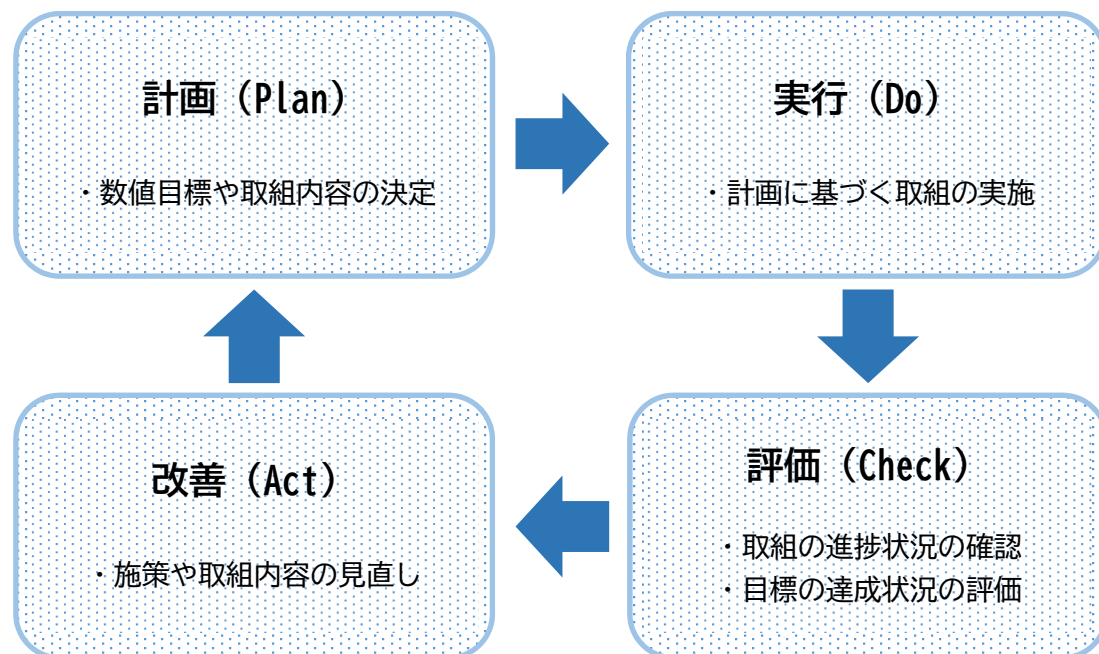 計画（Plan）
・数値目標や取組内容の決定
実行（Do）
・計画に基づく取組の実施
改善（Act）
・施策や取組内容の見直し
評価（Check）
・取組の進捗状況の確認
・目標の達成状況の評価